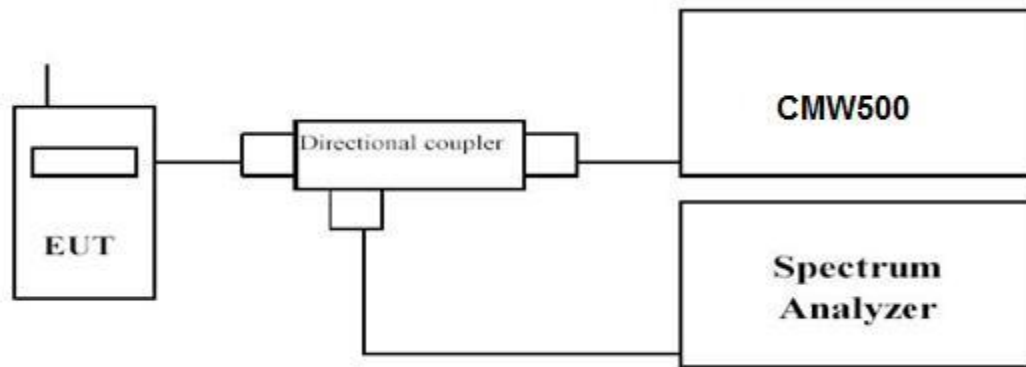 EUT
Directional coupler
CMW500
Spectrum
Analyzer